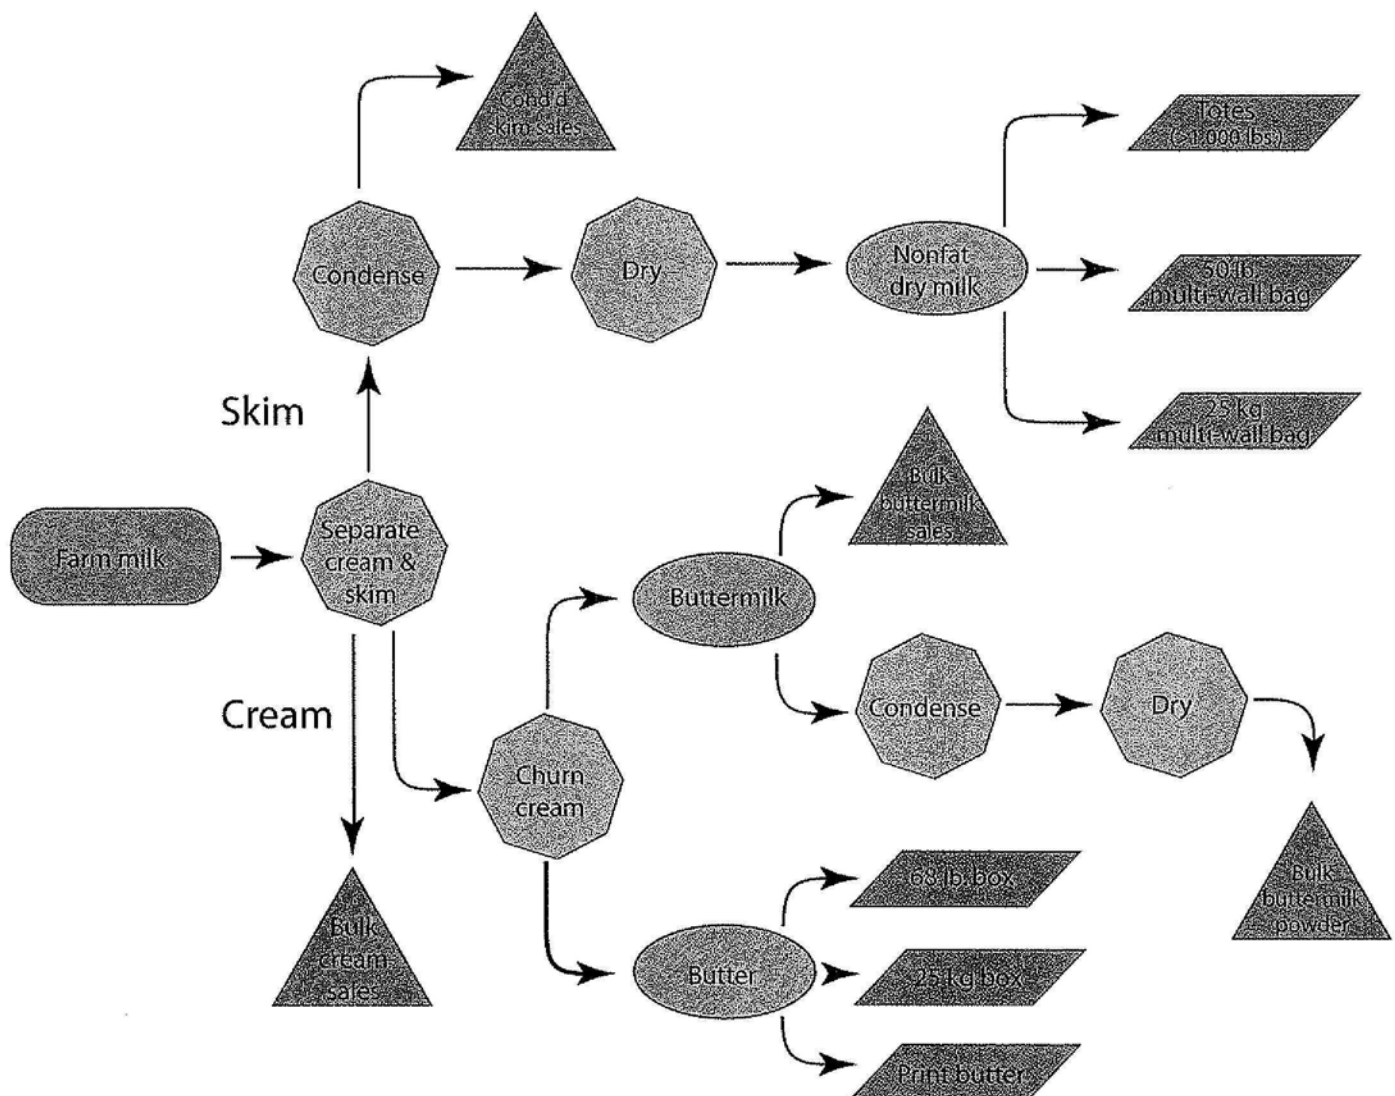 Cond'd
skim sales
Totes
(>1,000 lbs.)
Condense
Dry
Nonfat
dry milk
50 lb.
multi-wall bag
Skim
25 kg
multi-wall bag
Bulk
buttermilk
sales
Farm milk
Separate
cream &
skim
Buttermilk
Cream
Condense
Dry
Churn
cream
68 lb. box
Bulk
buttermilk
powder
Bulk
cream
sales
Butter
25 kg box
Print butter